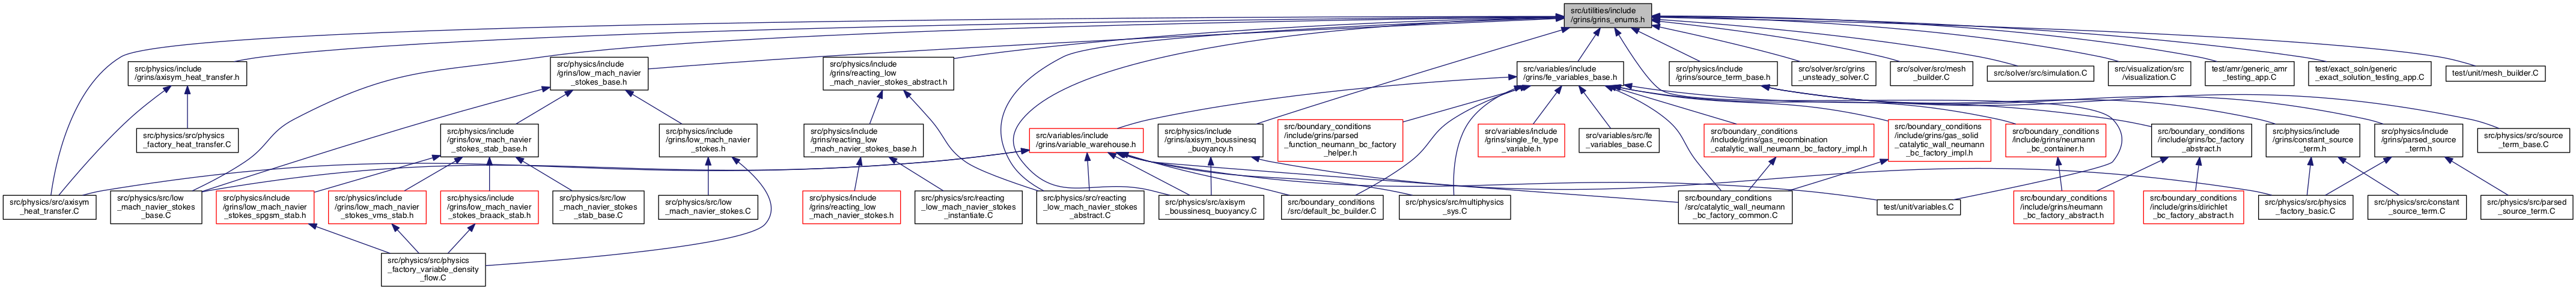 src/utilities/include
/grins/grins_enums.h
src/physics/include
/grins/axisym_heat_transfer.h
src/physics/include
/grins/low_mach_navier
_stokes_base.h
src/physics/include
/grins/reacting_low
_mach_navier_stokes_abstract.h
src/variables/include
/grins/fe_variables_base.h
src/physics/include
/grins/source_term_base.h
src/solver/src/grins
_unsteady_solver.C
src/solver/src/mesh
_builder.C
src/solver/src/simulation.C
src/visualization/src
/visualization.C
test/amr/generic_amr
_testing_app.C
test/exact_soln/generic
_exact_solution_testing_app.C
test/unit/mesh_builder.C
src/physics/src/physics
_factory_heat_transfer.C
src/physics/include
/grins/low_mach_navier
_stokes_stab_base.h
src/physics/include
/grins/low_mach_navier
_stokes.h
src/physics/include
/grins/reacting_low
_mach_navier_stokes_base.h
src/variables/include
/grins/variable_warehouse.h
src/physics/include
/grins/axisym_boussinesq
_buoyancy.h
src/boundary_conditions
/include/grins/parsed
_function_neumann_bc_factory
_helper.h
src/variables/include
/grins/single_fe_type
_variable.h
src/variables/src/fe
_variables_base.C
src/boundary_conditions
/include/grins/gas_recombination
_catalytic_wall_neumann_bc_factory_impl.h
src/boundary_conditions
/include/grins/gas_solid
_catalytic_wall_neumann
_bc_factory_impl.h
src/boundary_conditions
/include/grins/neumann
_bc_container.h
src/boundary_conditions
/include/grins/bc_factory
_abstract.h
src/physics/include
/grins/constant_source
_term.h
src/physics/include
/grins/parsed_source
_term.h
src/physics/src/source
_term_base.C
src/physics/src/axisym
_heat_transfer.C
src/physics/src/low
_mach_navier_stokes
_base.C
src/physics/include
/grins/low_mach_navier
_stokes_spgsm_stab.h
src/physics/include
/grins/low_mach_navier
_stokes_vms_stab.h
src/physics/include
/grins/low_mach_navier
_stokes_braack_stab.h
src/physics/src/low
_mach_navier_stokes
_stab_base.C
src/physics/src/low
_mach_navier_stokes.C
src/physics/include
/grins/reacting_low
_mach_navier_stokes.h
src/physics/src/reacting
_low_mach_navier_stokes
_instantiate.C
src/physics/src/reacting
_low_mach_navier_stokes
_abstract.C
src/physics/src/axisym
_boussinesq_buoyancy.C
src/boundary_conditions
/src/default_bc_builder.C
src/physics/src/multiphysics
_sys.C
src/boundary_conditions
/src/catalytic_wall_neumann
_bc_factory_common.C
test/unit/variables.C
src/boundary_conditions
/include/grins/neumann
_bc_factory_abstract.h
src/boundary_conditions
/include/grins/dirichlet
_bc_factory_abstract.h
src/physics/src/physics
_factory_basic.C
src/physics/src/constant
_source_term.C
src/physics/src/parsed
_source_term.C
src/physics/src/physics
_factory_variable_density
_flow.C